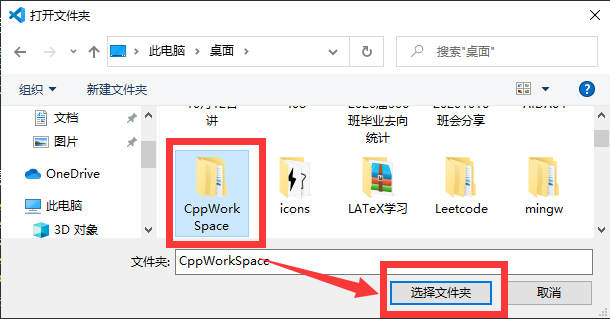 打开文件夹
此电脑 桌面
搜索"桌面"
组织 新建文件夹
讲
班毕业去向
统计
班会分享
文档
图片
OneDrive
此电脑
3D 对象
CppWork
Space
icons
LATeX学习
Leetcode
mingw
文件夹: CppWorkSpace
选择文件夹 取消